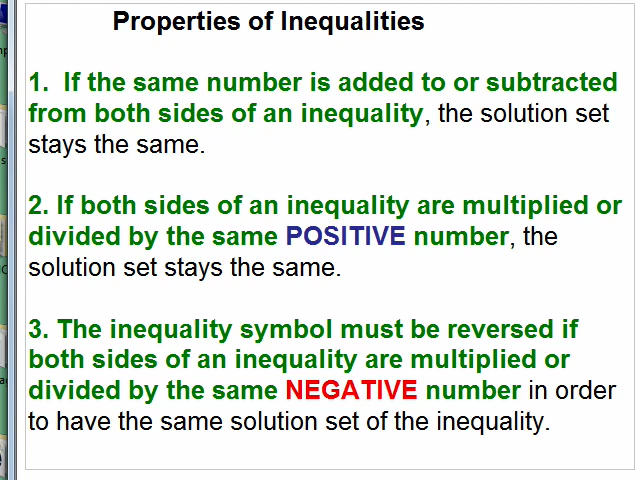 Properties of Inequalities
1. If the same number is added to or subtracted
from both sides of an inequality, the solution set
stays the same.
2. If both sides of an inequality are multiplied or
divided by the same POSITIVE number, the
solution set stays the same.
3. The inequality symbol must be reversed if
both sides of an inequality are multiplied or
divided by the same NEGATIVE number in order
to have the same solution set of the inequality.